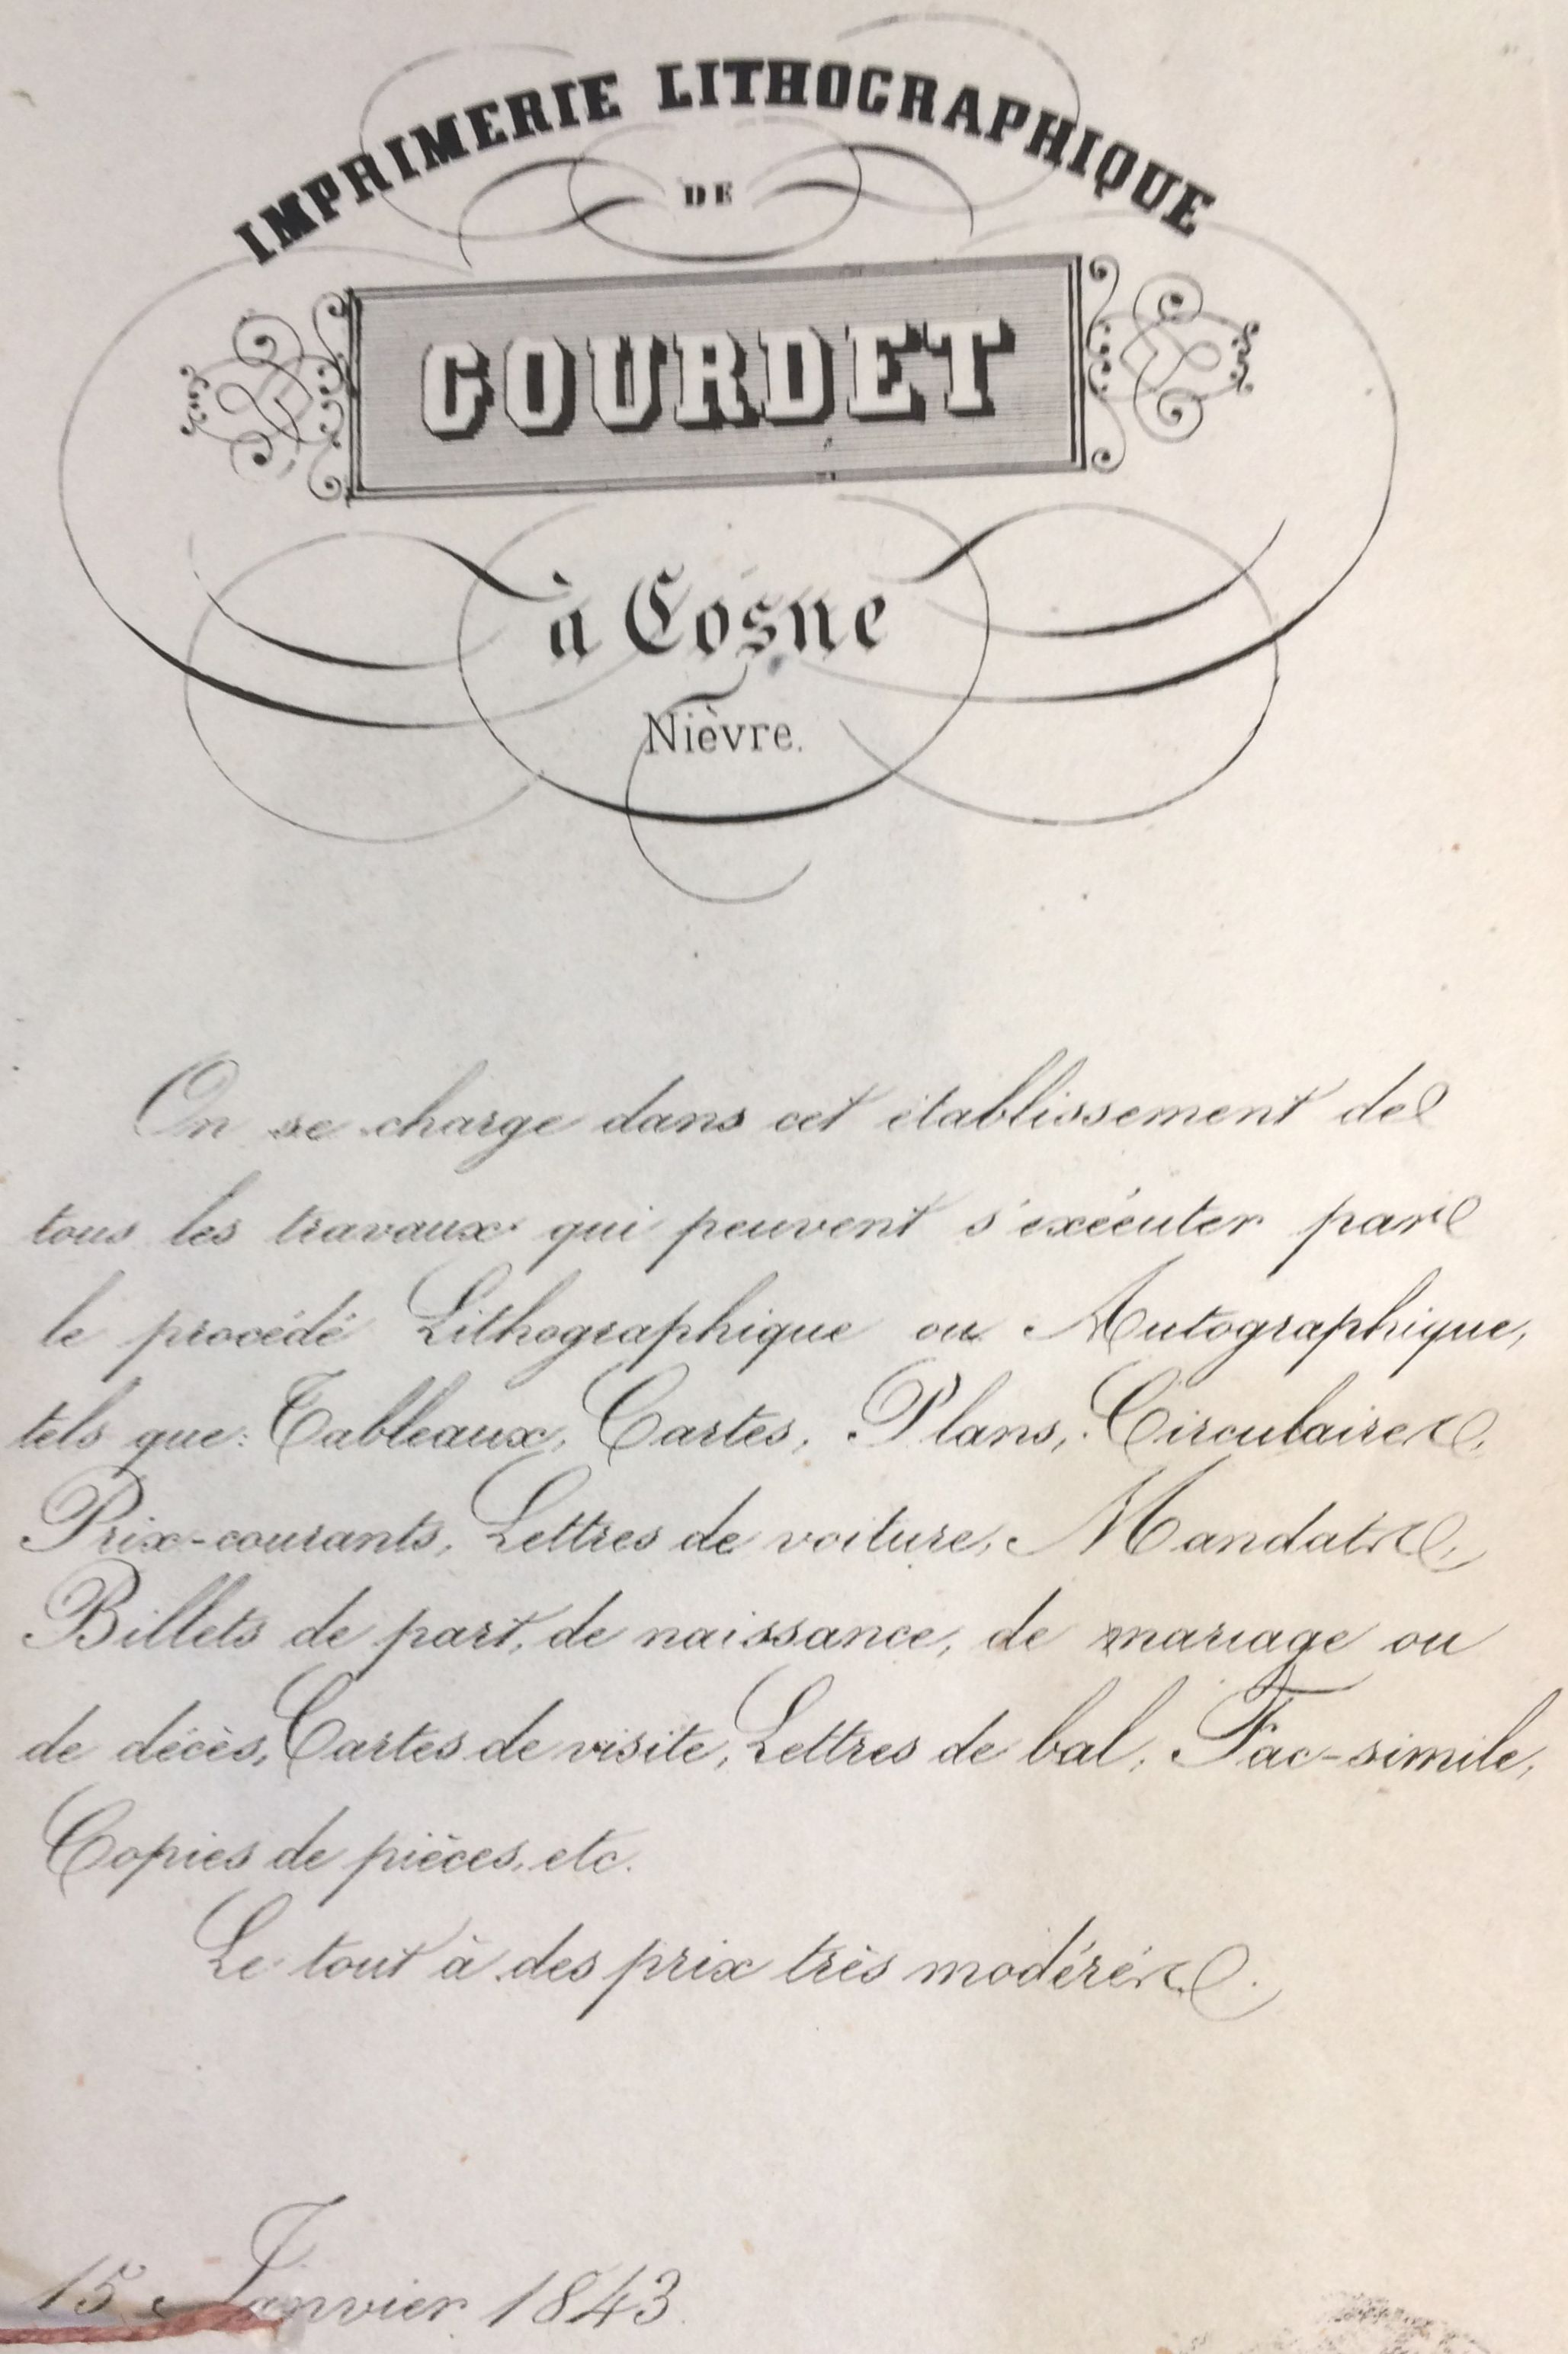 IMPRIMERIE LITHOGRAPHIQUE
DE
GOURDET
à Cosne
Nièvre.
On se charge dans cet établissement de
tous les travaux qui peuvent s'exécuter par
le procédé Lithographique ou Autographique,
tels que: Tableaux, Cartes, Plans, Circulaires,
Prix-courants, Lettres de voiture, Mandats,
Billets de part, de naissance, de mariage ou
de décès, Cartes de visite, Lettres de bal, Fac-simile,
Copies de pièces, etc.
Le tout à des prix très modérés.
15 Janvier 1843.